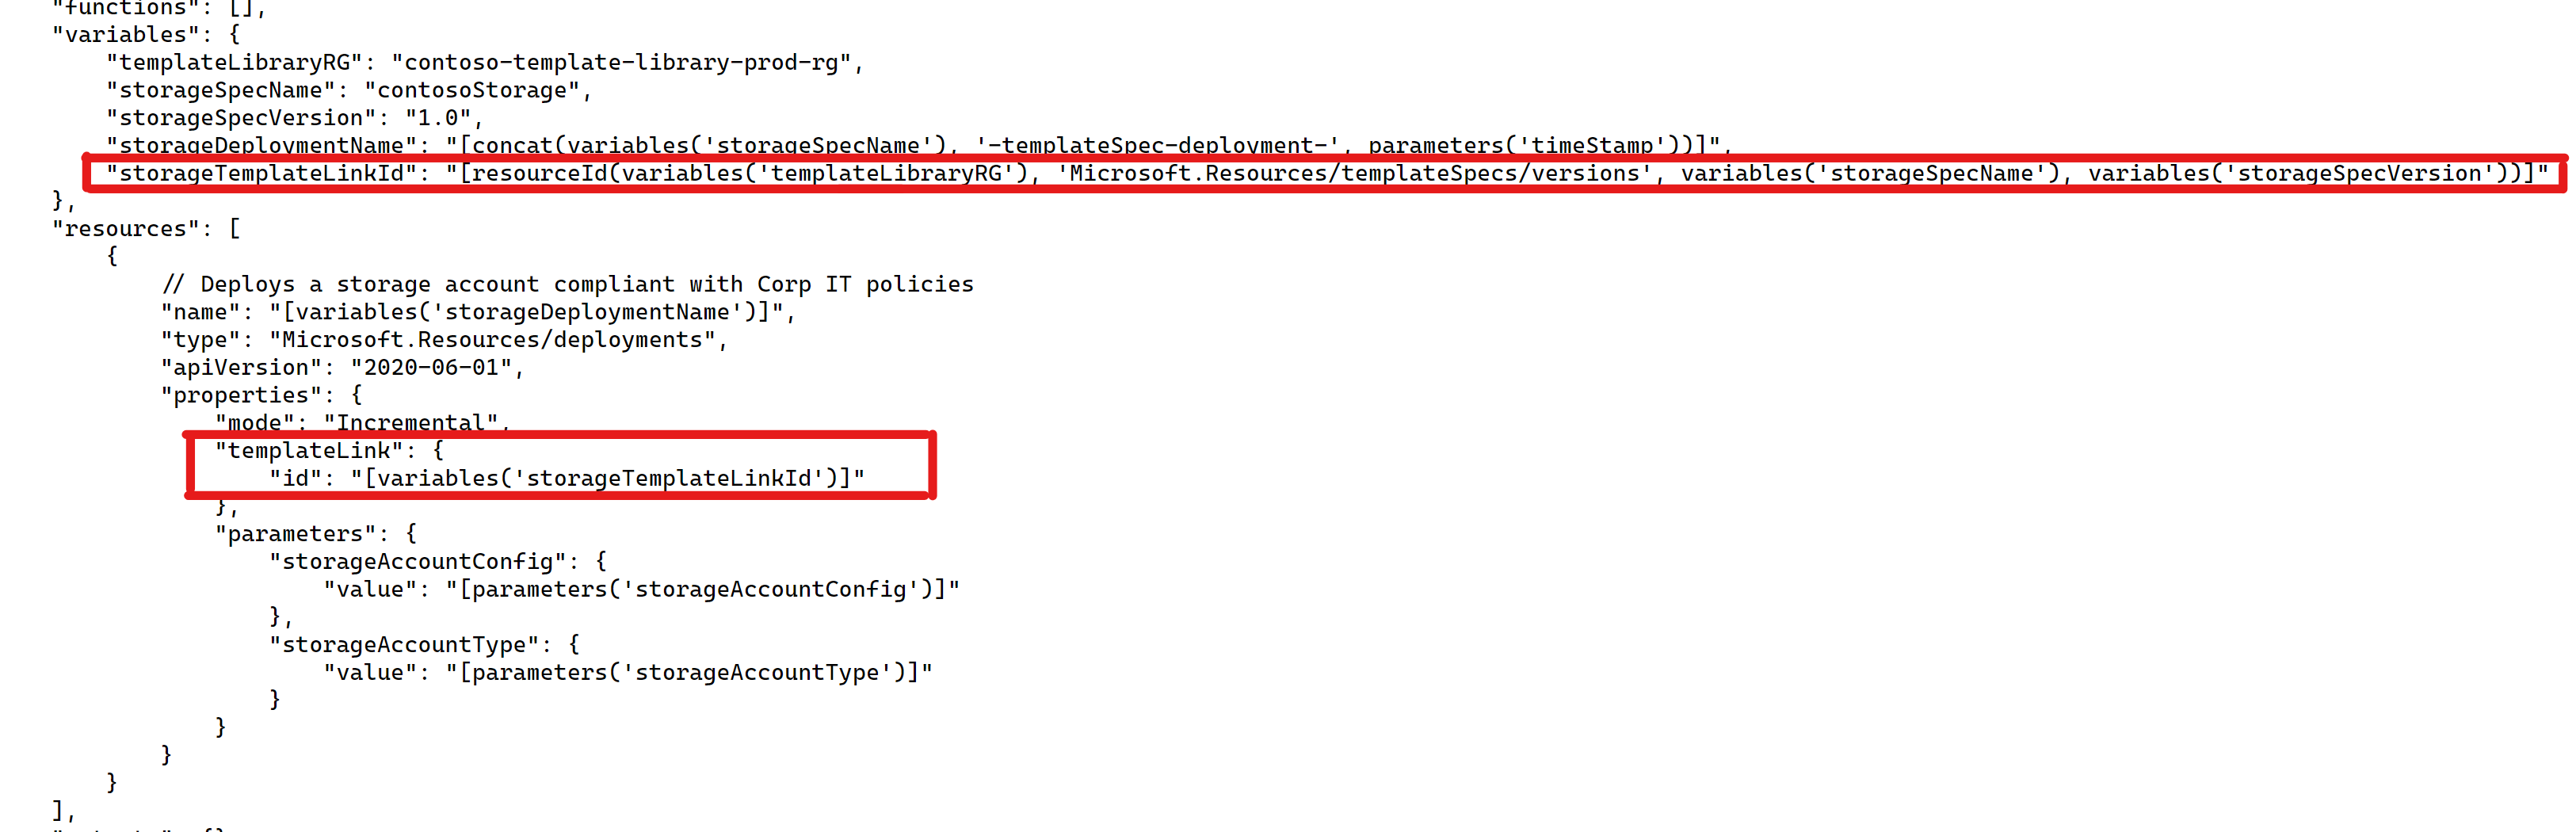 "functions": [],
"variables": {
"templateLibraryRG": "contoso-template-library-prod-rg",
"storageSpecName": "contosoStorage",
"storageSpecVersion": "1.0",
"storageDeploymentName": "[concat(variables('storageSpecName'), '-templateSpec-deployment-', parameters('timeStamp'))]",
"storageTemplateLinkId": "[resourceId(variables('templateLibraryRG'), 'Microsoft.Resources/templateSpecs/versions', variables('storageSpecName'), variables('storageSpecVersion'))]"
},
"resources": [
{
// Deploys a storage account compliant with Corp IT policies
"name": "[variables('storageDeploymentName')]",
"type": "Microsoft.Resources/deployments",
"apiVersion": "2020-06-01",
"properties": {
"mode": "Incremental",
"templateLink": {
"id": "[variables('storageTemplateLinkId')]"
},
"parameters": {
"storageAccountConfig": {
"value": "[parameters('storageAccountConfig')]"
},
"storageAccountType": {
"value": "[parameters('storageAccountType')]"
}
}
}
}
],